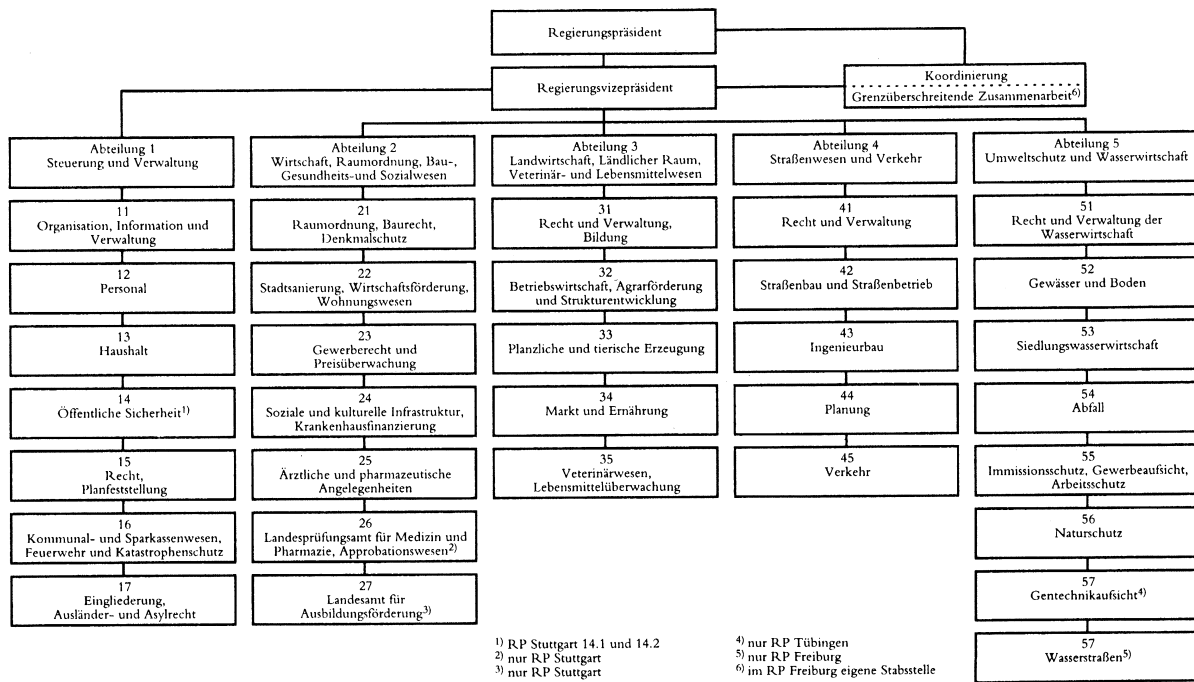 Regierungspräsident
Regierungsvizepräsident
Koordinierung
Grenzüberschreitende Zusammenarbeit⁶⁾
Abteilung 1
Steuerung und Verwaltung
11
Organisation, Information und
Verwaltung
12
Personal
13
Haushalt
14
Öffentliche Sicherheit¹⁾
15
Recht,
Planfeststellung
16
Kommunal- und Sparkassenwesen,
Feuerwehr und Katastrophenschutz
17
Eingliederung,
Ausländer- und Asylrecht
Abteilung 2
Wirtschaft, Raumordnung, Bau-,
Gesundheits-und Sozialwesen
21
Raumordnung, Baurecht,
Denkmalschutz
22
Stadtsanierung, Wirtschaftsförderung,
Wohnungswesen
23
Gewerberecht und
Preisüberwachung
24
Soziale und kulturelle Infrastruktur,
Krankenhausfinanzierung
25
Ärztliche und pharmazeutische
Angelegenheiten
26
Landesprüfungsamt für Medizin und
Pharmazie, Approbationswesen²⁾
27
Landesamt für
Ausbildungsförderung³⁾
Abteilung 3
Landwirtschaft, Ländlicher Raum,
Veterinär- und Lebensmittelwesen
31
Recht und Verwaltung,
Bildung
32
Betriebswirtschaft, Agrarförderung
und Strukturentwicklung
33
Planzliche und tierische Erzeugung
34
Markt und Ernährung
35
Veterinärwesen,
Lebensmittelüberwachung
Abteilung 4
Straßenwesen und Verkehr
41
Recht und Verwaltung
42
Straßenbau und Straßenbetrieb
43
Ingenieurbau
44
Planung
45
Verkehr
Abteilung 5
Umweltschutz und Wasserwirtschaft
51
Recht und Verwaltung der
Wasserwirtschaft
52
Gewässer und Boden
53
Siedlungswasserwirtschaft
54
Abfall
55
Immissionsschutz, Gewerbeaufsicht,
Arbeitsschutz
56
Naturschutz
57
Gentechnikaufsicht⁴⁾
57
Wasserstraßen⁵⁾
¹⁾ RP Stuttgart 14.1 und 14.2
²⁾ nur RP Stuttgart
³⁾ nur RP Stuttgart
⁴⁾ nur RP Tübingen
⁵⁾ nur RP Freiburg
⁶⁾ im RP Freiburg eigene Stabsstelle